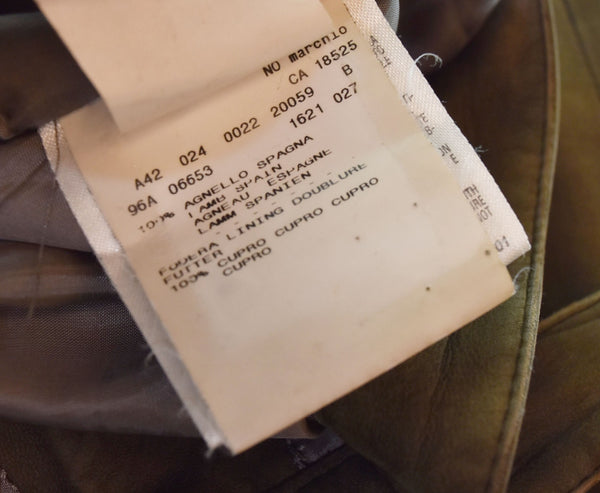 NO marchio
CA 18525
A42 024 0022 20059 B
96A 06653 1621 027
100% AGNELLO SPAGNA
LAMB SPAIN
AGNEAU ESPAGNE
LAMM SPANIEN
FODERA LINING DOUBLURE
FUTTER
100% CUPRO CUPRO CUPRO
CUPRO